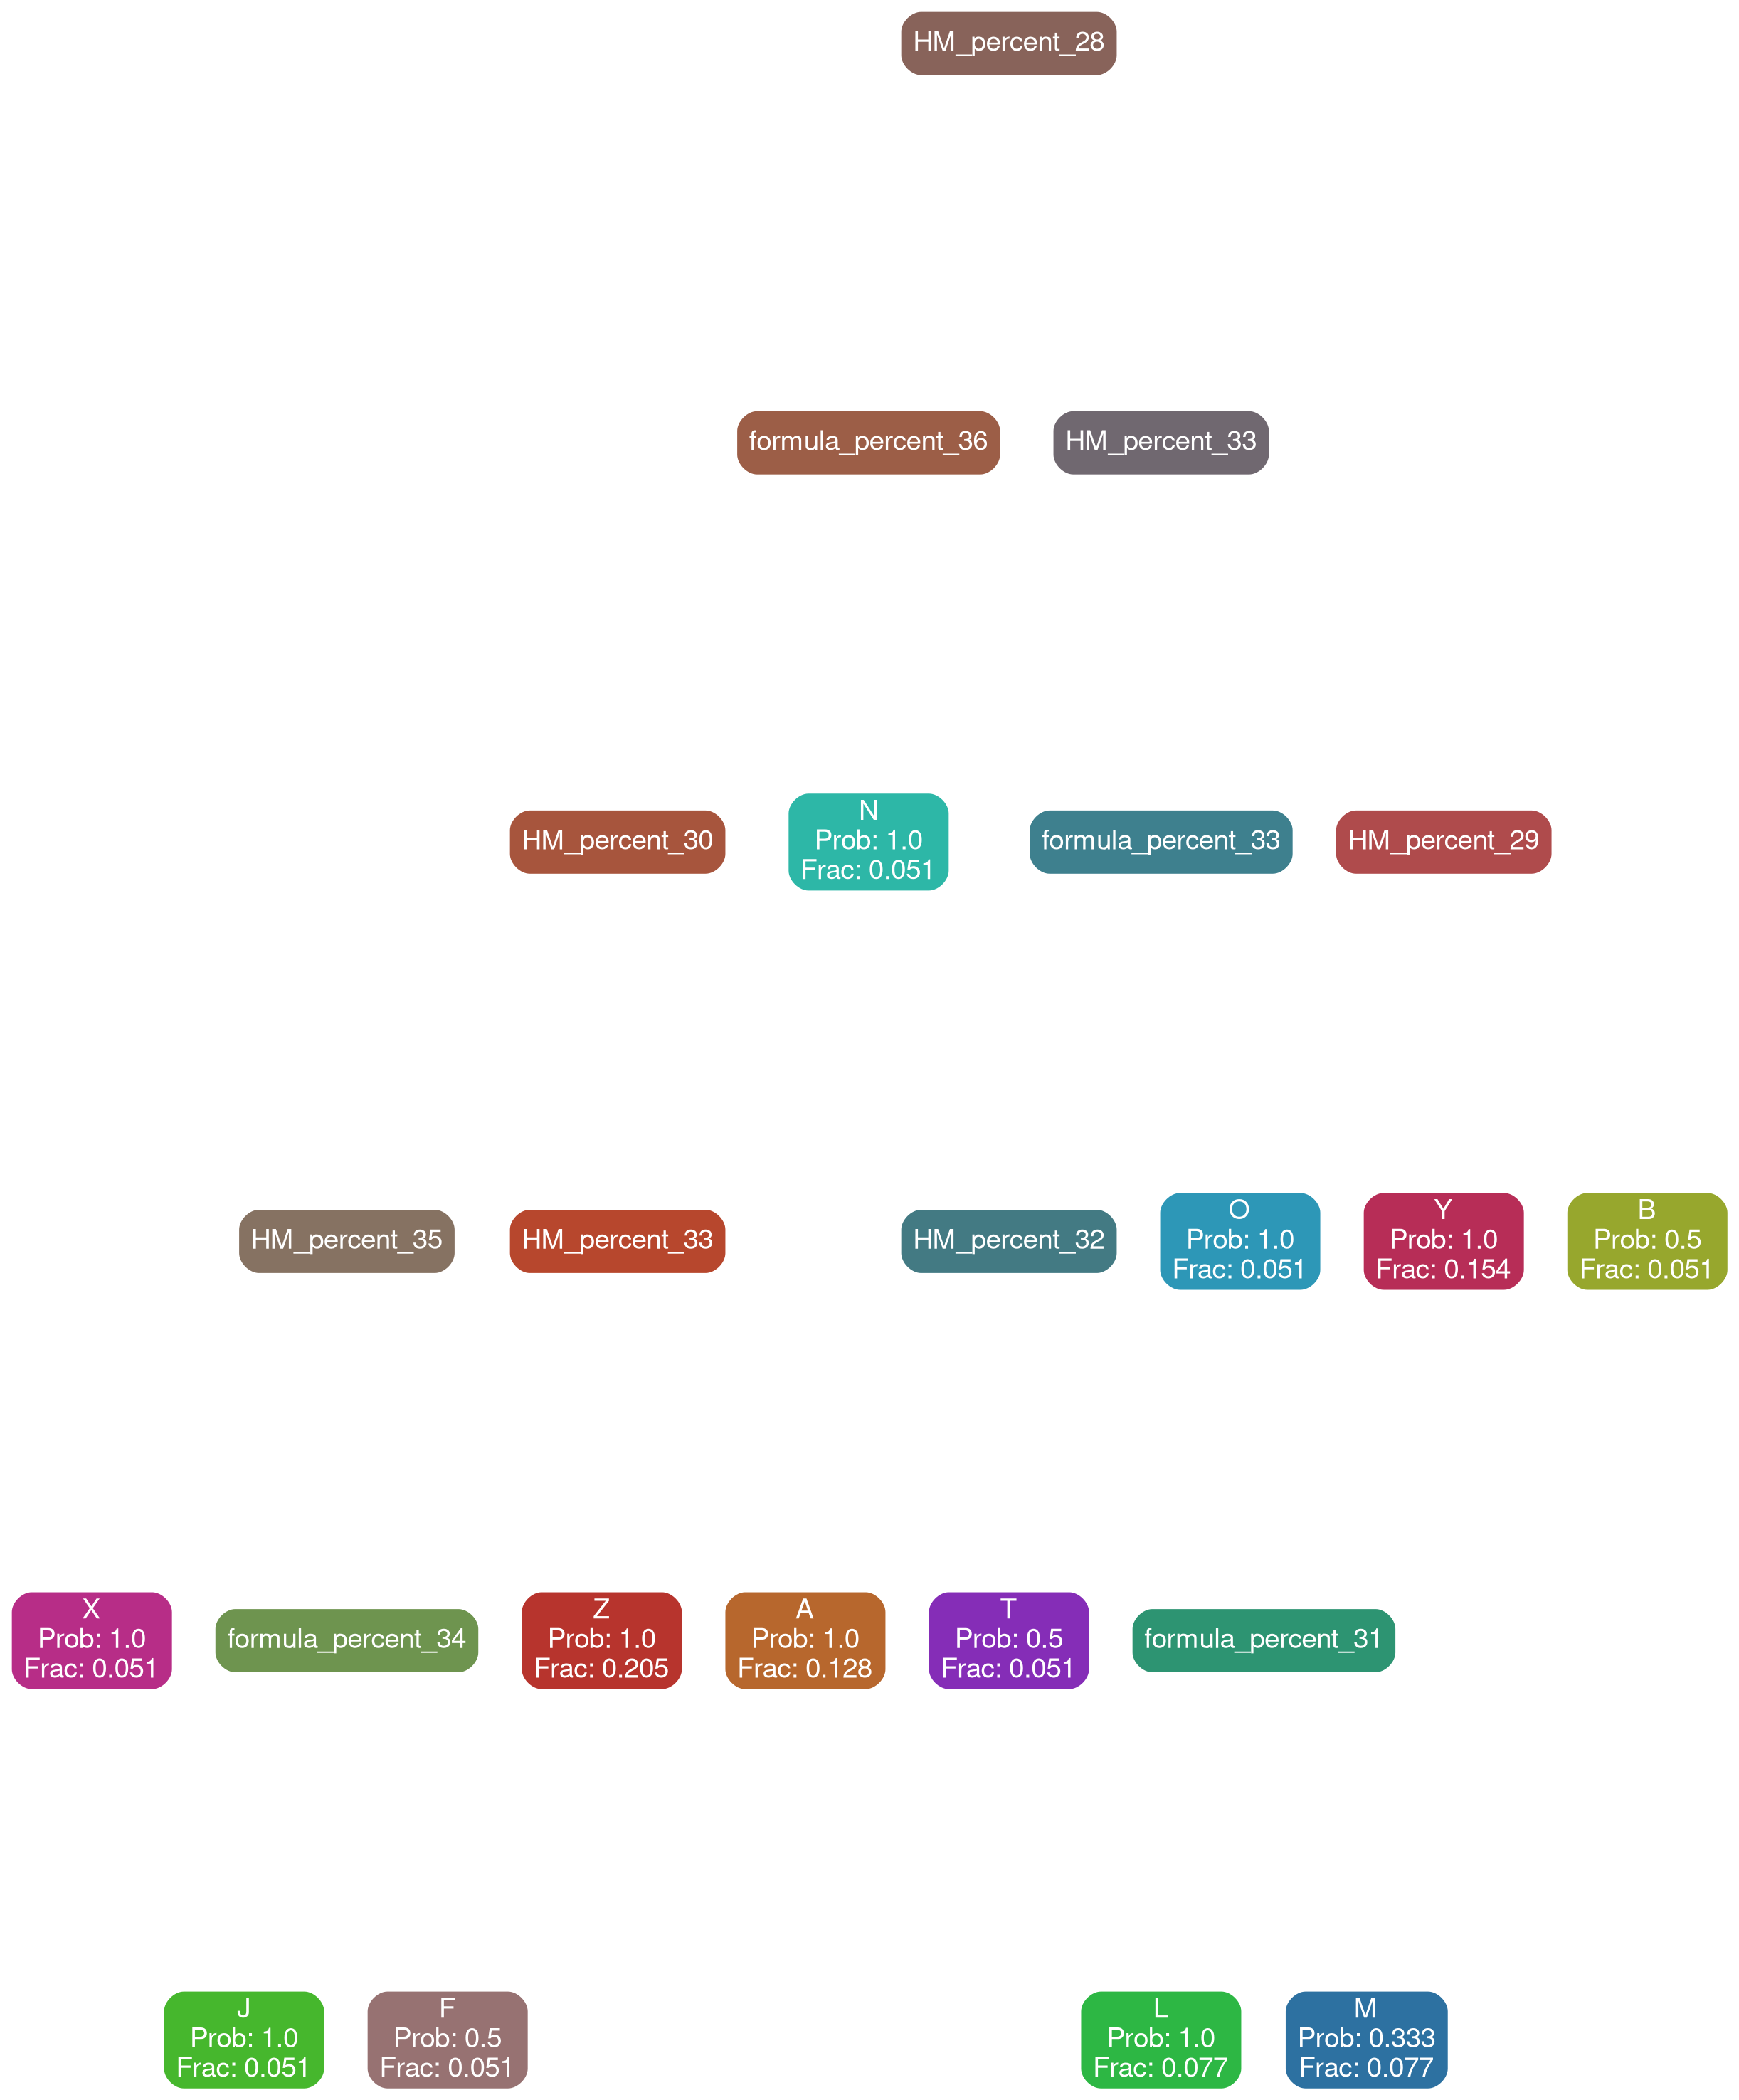 HM_percent_28
formula_percent_36
HM_percent_33
HM_percent_30
N
Prob: 1.0
Frac: 0.051
formula_percent_33
HM_percent_29
HM_percent_35
HM_percent_33
HM_percent_32
O
Prob: 1.0
Frac: 0.051
Y
Prob: 1.0
Frac: 0.154
B
Prob: 0.5
Frac: 0.051
X
Prob: 1.0
Frac: 0.051
formula_percent_34
Z
Prob: 1.0
Frac: 0.205
A
Prob: 1.0
Frac: 0.128
T
Prob: 0.5
Frac: 0.051
formula_percent_31
J
Prob: 1.0
Frac: 0.051
F
Prob: 0.5
Frac: 0.051
L
Prob: 1.0
Frac: 0.077
M
Prob: 0.333
Frac: 0.077